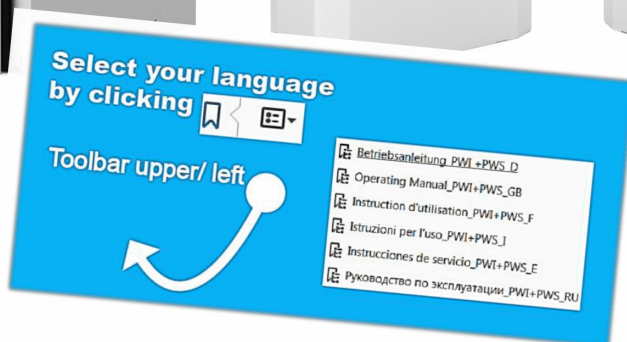 Select your language
by clicking
Toolbar upper/ left
Betriebsanleitung_PWI +PWS_D
Operating Manual_PWI+PWS_GB
Instruction d'utilisation_PWI+PWS_F
Istruzioni per l'uso_PWI+PWS_I
Instrucciones de servicio_PWI+PWS_E
Руководство по эксплуатации_PWI+PWS_RU